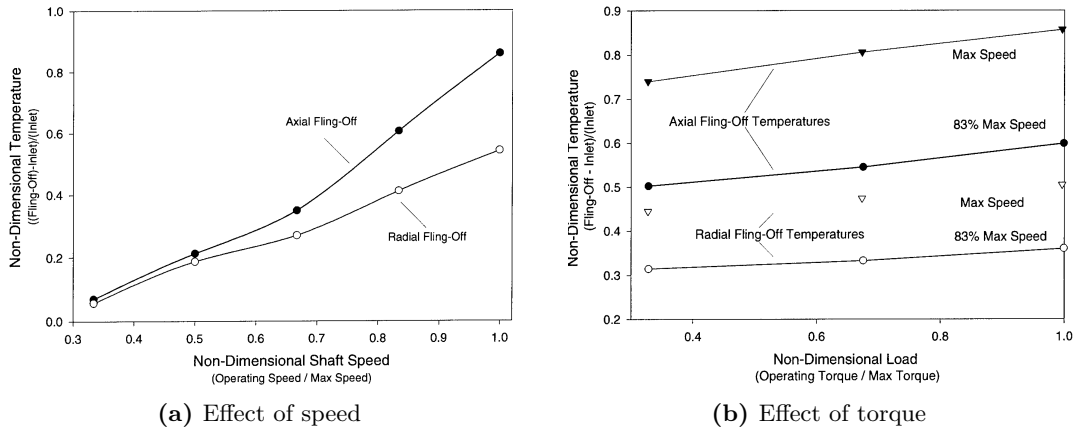 1.0
0.8
0.6
0.4
0.2
0.0
Non-Dimensional Temperature
((Fling-Off)-Inlet)/(Inlet)
Axial Fling-Off
Radial Fling-Off
0.3 0.4 0.5 0.6 0.7 0.8 0.9 1.0
Non-Dimensional Shaft Speed
(Operating Speed / Max Speed)
(a) Effect of speed
0.9
0.8
0.7
0.6
0.5
0.4
0.3
0.2
Non-Dimensional Temperature
(Fling-Off - Inlet)/(Inlet)
Max Speed
Axial Fling-Off Temperatures
83% Max Speed
Max Speed
Radial Fling-Off Temperatures
83% Max Speed
0.4 0.6 0.8 1.0
Non-Dimensional Load
(Operating Torque / Max Torque)
(b) Effect of torque